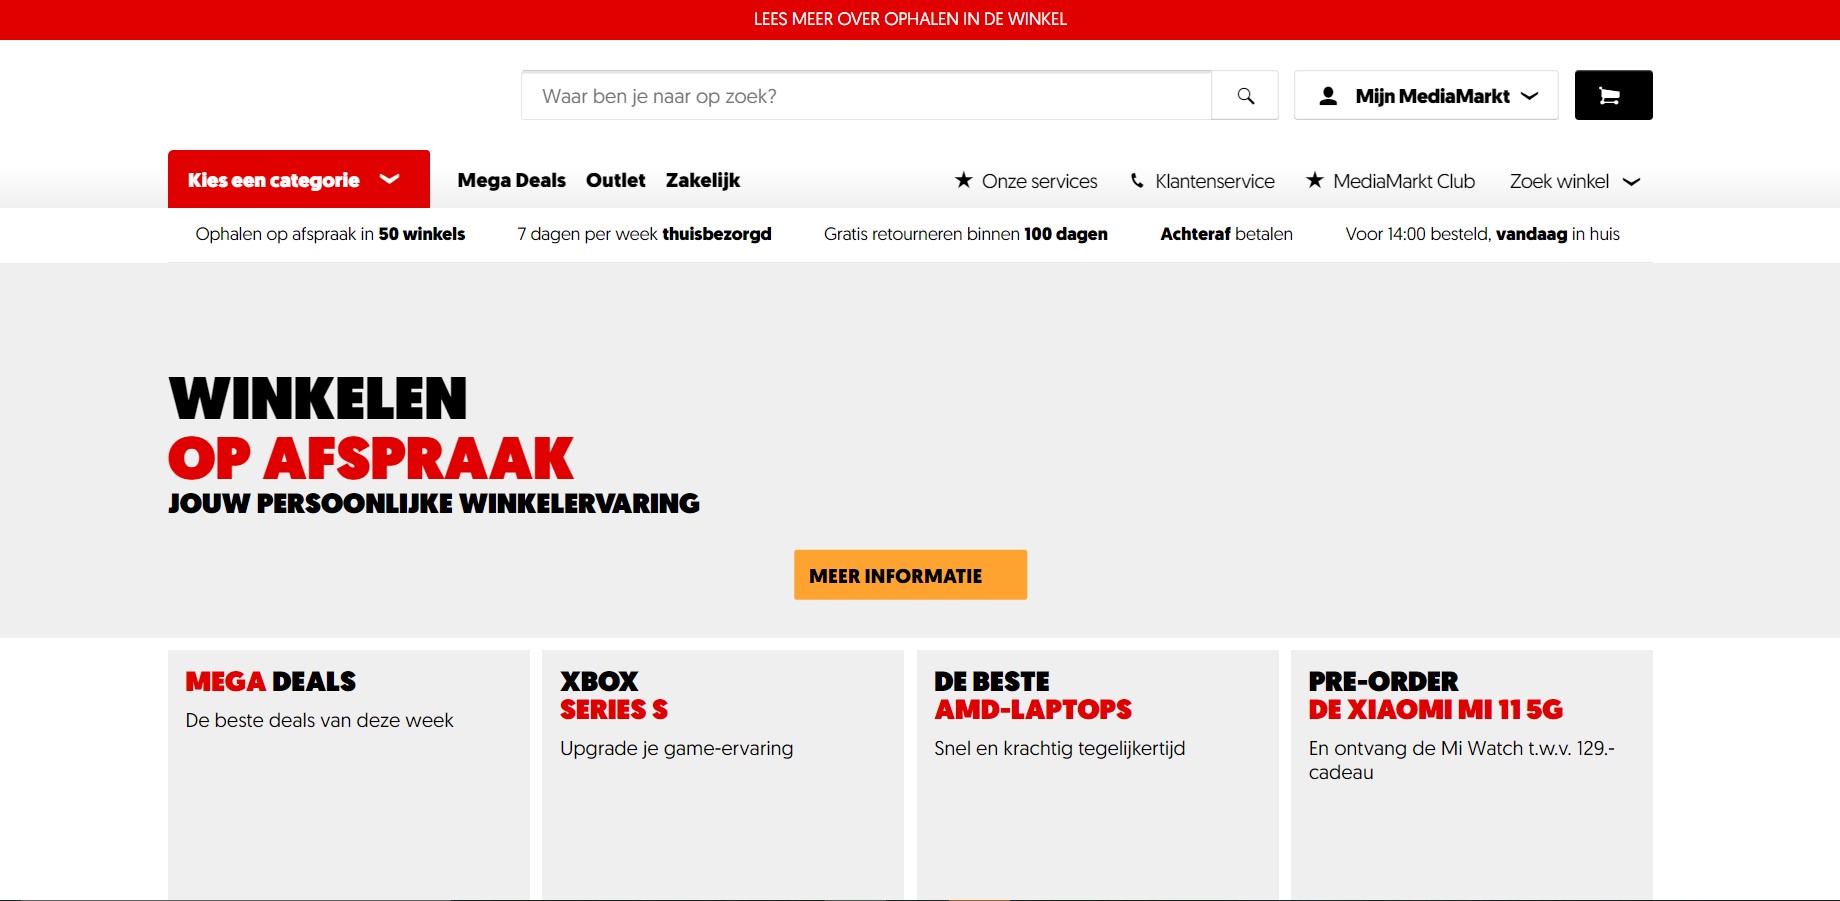 LEES MEER OVER OPHALEN IN DE WINKEL
Waar ben je naar op zoek?
Mijn MediaMarkt
Kies een categorie
Mega Deals
Outlet
Zakelijk
Onze services
Klantenservice
MediaMarkt Club
Zoek winkel
Ophalen op afspraak in 50 winkels
7 dagen per week thuisbezorgd
Gratis retourneren binnen 100 dagen
Achteraf betalen
Voor 14:00 besteld, vandaag in huis
WINKELEN
OP AFSPRAAK
JOUW PERSOONLIJKE WINKELERVARING
MEER INFORMATIE
MEGA DEALS
De beste deals van deze week
XBOX
SERIES S
Upgrade je game-ervaring
DE BESTE
AMD-LAPTOPS
Snel en krachtig tegelijkertijd
PRE-ORDER
DE XIAOMI MI 11 5G
En ontvang de Mi Watch t.w.v. 129.-
cadeau